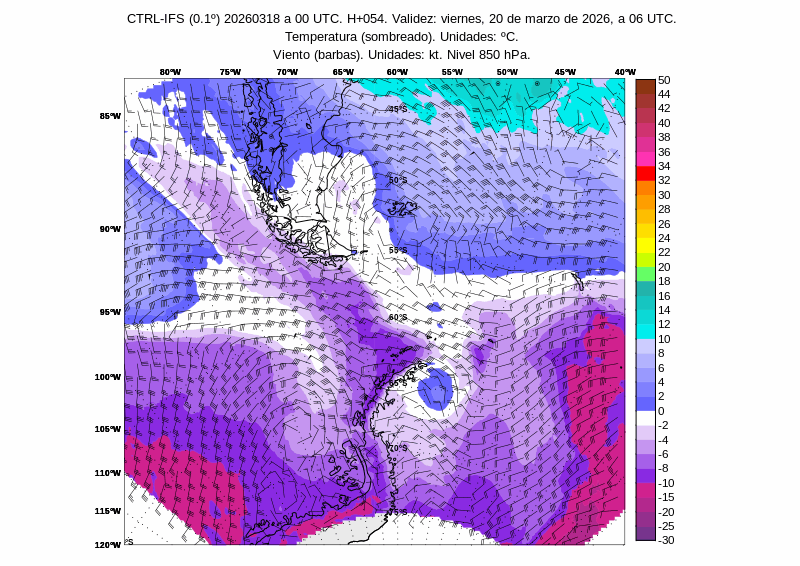 CTRL-IFS (0.1º) 20260318 a 00 UTC. H+054. Validez: viernes, 20 de marzo de 2026, a 06 UTC.
Temperatura (sombreado). Unidades: ºC.
Viento (barbas). Unidades: kt. Nivel 850 hPa.
80ºW 75ºW 70ºW 65ºW 60ºW 55ºW 50ºW 45ºW 40ºW
50
44
42
40
38
36
34
32
30
28
26
24
22
20
18
16
14
12
10
8
6
4
2
0
-2
-4
-6
-8
-10
-15
-20
-25
-30
85ºW
90ºW
95ºW
100ºW
105ºW
110ºW
115ºW
120ºW
45ºS
50ºS
55ºS
60ºS
65ºS
70ºS
75ºS
ºS